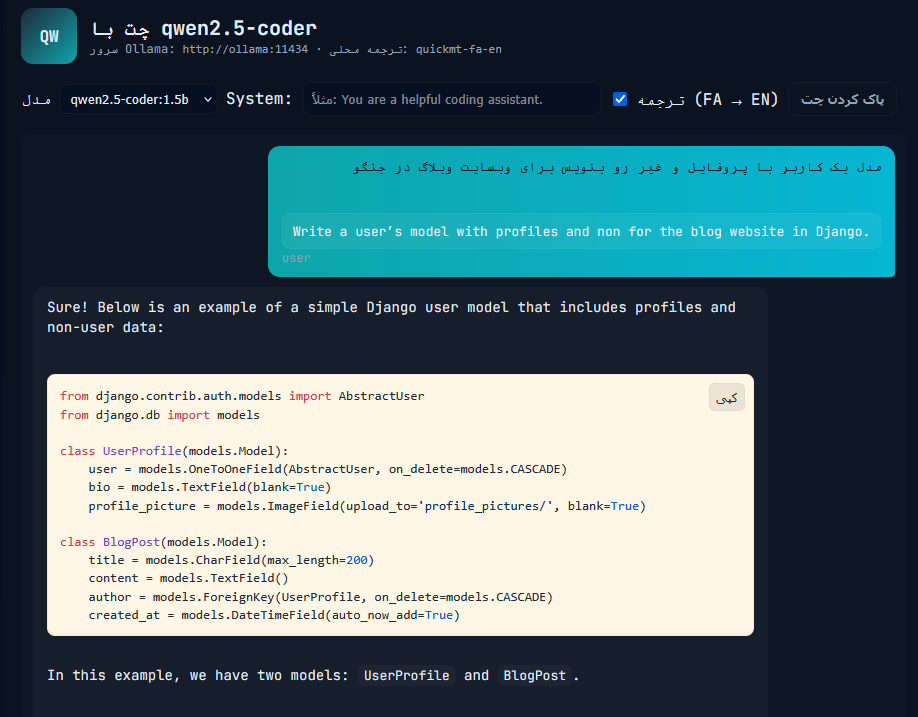 QW
چت با qwen2.5-coder
سرور Ollama: http://ollama:11434 · ترجمه محلی: quickmt-fa-en
مدل qwen2.5-coder:1.5b System: مثلاً: You are a helpful coding assistant. ترجمه (FA → EN) پاک کردن چت
مدل یک کاربر با پروفایل و غیر رو بنویس برای وبسایت وبلاگ در جنگو
Write a user’s model with profiles and non for the blog website in Django.
user
Sure! Below is an example of a simple Django user model that includes profiles and
non-user data:
کپی
from django.contrib.auth.models import AbstractUser
from django.db import models
class UserProfile(models.Model):
    user = models.OneToOneField(AbstractUser, on_delete=models.CASCADE)
    bio = models.TextField(blank=True)
    profile_picture = models.ImageField(upload_to='profile_pictures/', blank=True)
class BlogPost(models.Model):
    title = models.CharField(max_length=200)
    content = models.TextField()
    author = models.ForeignKey(UserProfile, on_delete=models.CASCADE)
    created_at = models.DateTimeField(auto_now_add=True)
In this example, we have two models: UserProfile and BlogPost.